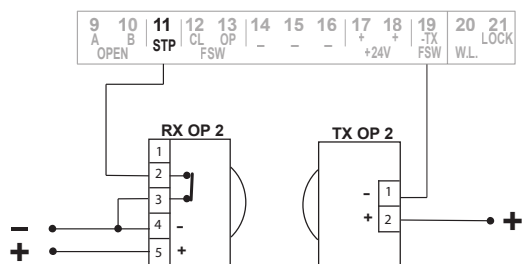 9 10 11 12 13 14 15 16 17 18 19 20 21
A B STP CL OP _ _ _ + + -TX LOCK
OPEN FSW +24V FSW W.L.
RX OP 2 TX OP 2
1
2
3
- 4 -
+ 5 +
- 1
+ 2 +